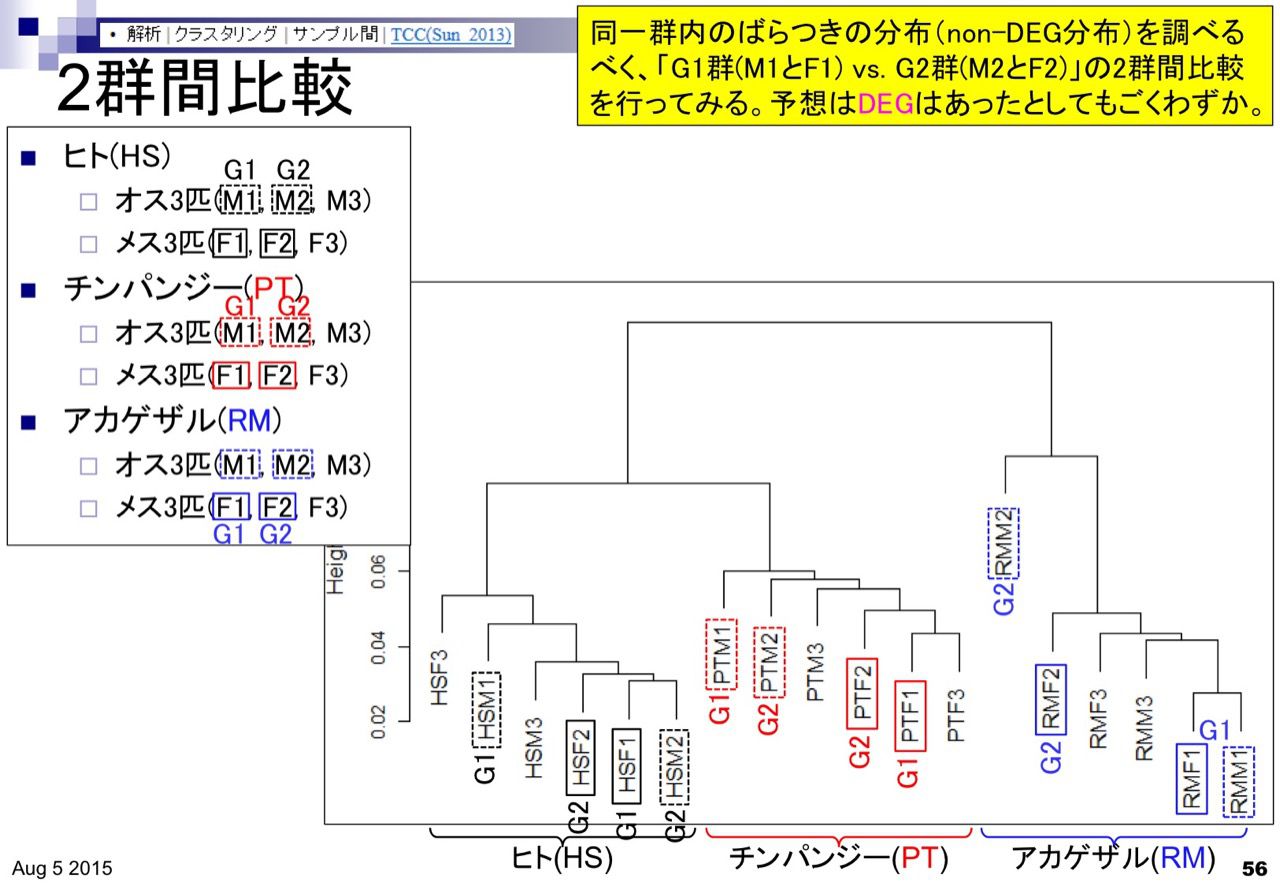 • 解析 | クラスタリング | サンプル間 | TCC(Sun_2013)
2群間比較
同一群内のばらつきの分布（non-DEG分布）を調べる
べく、「G1群(M1とF1) vs. G2群(M2とF2)」の2群間比較
を行ってみる。予想はDEGはあったとしてもごくわずか。
ヒト(HS)
G1 G2
オス3匹(M1, M2, M3)
メス3匹(F1, F2, F3)
チンパンジー(PT)
G1 G2
オス3匹(M1, M2, M3)
メス3匹(F1, F2, F3)
アカゲザル(RM)
オス3匹(M1, M2, M3)
メス3匹(F1, F2, F3)
G1 G2
0.06
0.04
0.02
HSF3
G1 HSM1
HSM3
G2 HSF2
G1 HSF1
G2 HSM2
G1 PTM1
G2 PTM2
PTM3
G2 PTF2
G1 PTF1
PTF3
G2 RMM2
G2 RMF2
RMF3
RMM3
G1
RMF1
RMM1
ヒト(HS)
チンパンジー(PT)
アカゲザル(RM)
Aug 5 2015
56